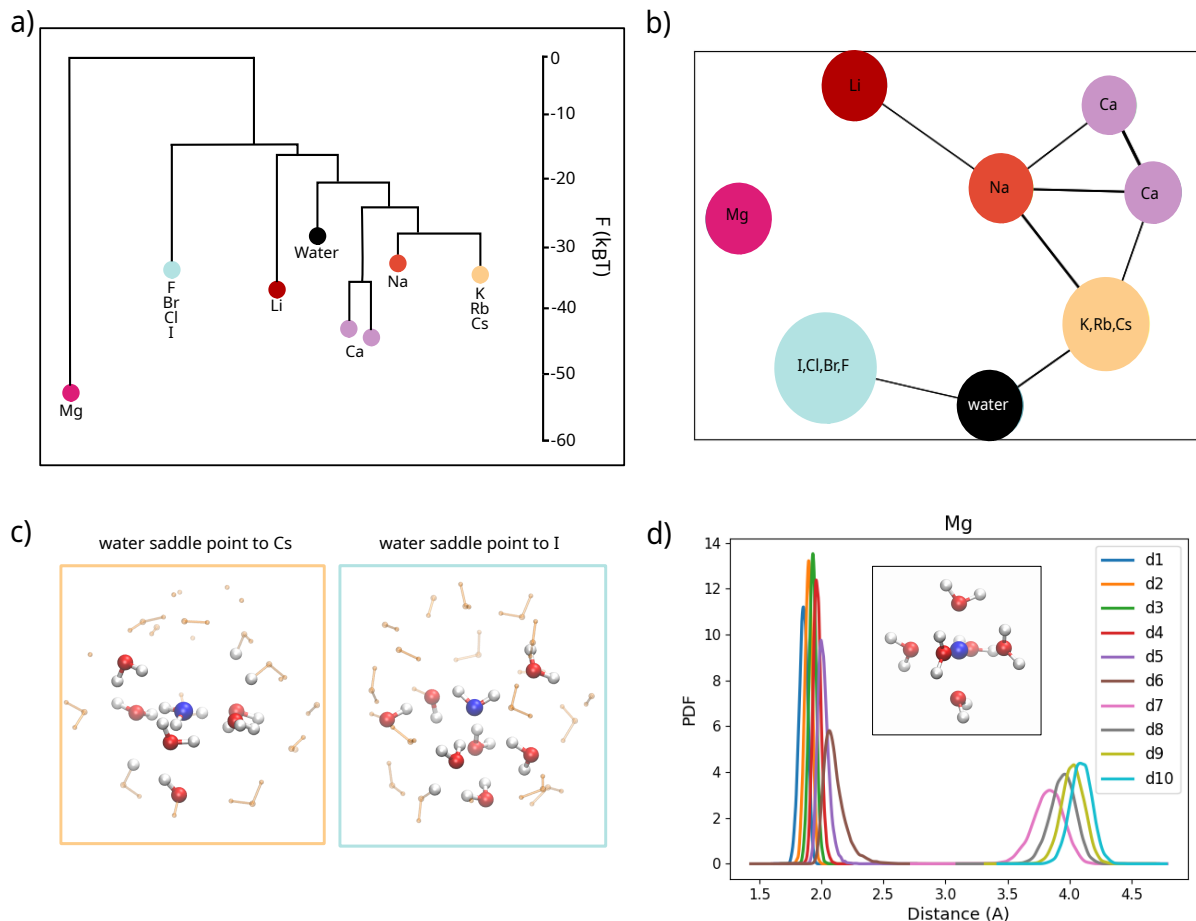 a)
0
-10
-20
-30
-40
-50
-60
F (kBT)
Water
Na
F
Br
Cl
I
Li
K
Rb
Cs
Ca
Mg
b)
Li
Ca
Na
Ca
Mg
K,Rb,Cs
I,Cl,Br,F
water
c)
water saddle point to Cs
water saddle point to I
d)
Mg
14
12
10
8
6
4
2
0
PDF
d1
d2
d3
d4
d5
d6
d7
d8
d9
d10
1.5
2.0
2.5
3.0
3.5
4.0
4.5
Distance (A)